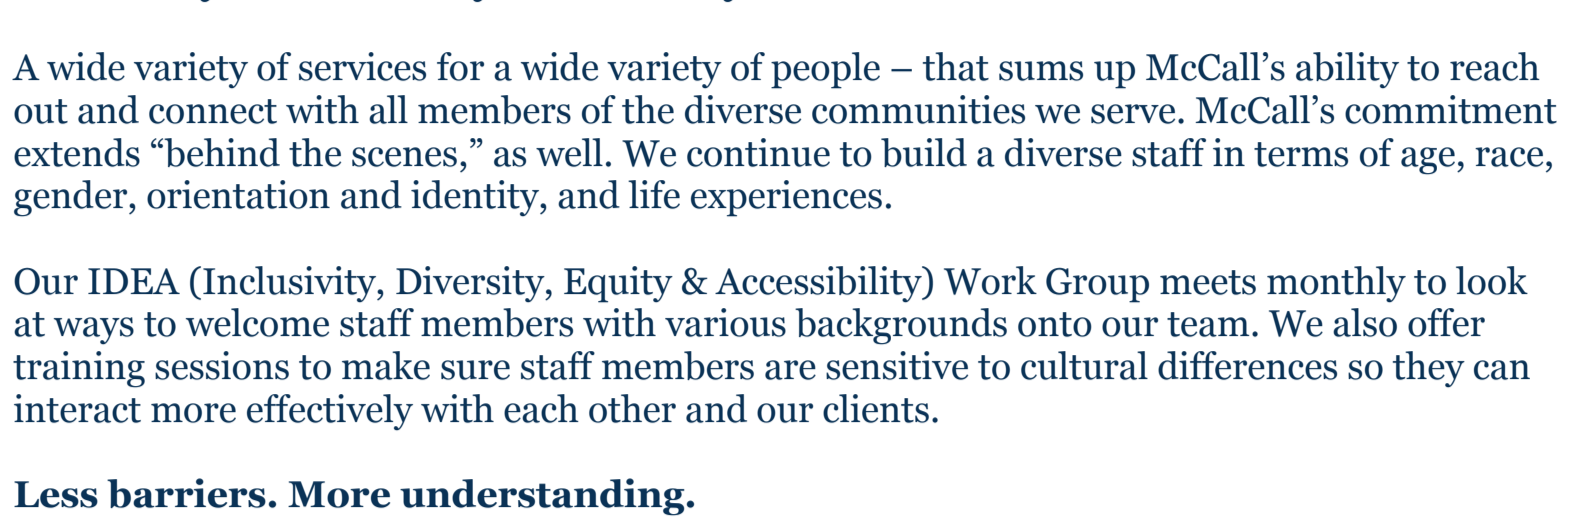 A wide variety of services for a wide variety of people – that sums up McCall’s ability to reach
out and connect with all members of the diverse communities we serve. McCall’s commitment
extends “behind the scenes,” as well. We continue to build a diverse staff in terms of age, race,
gender, orientation and identity, and life experiences.
Our IDEA (Inclusivity, Diversity, Equity & Accessibility) Work Group meets monthly to look
at ways to welcome staff members with various backgrounds onto our team. We also offer
training sessions to make sure staff members are sensitive to cultural differences so they can
interact more effectively with each other and our clients.
Less barriers. More understanding.